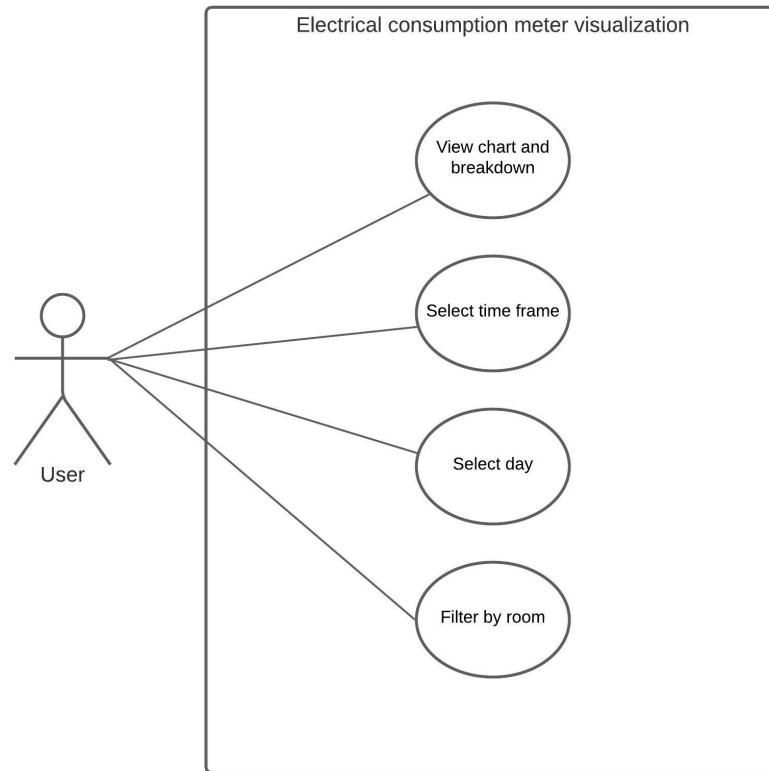 Electrical consumption meter visualization
View chart and
breakdown
Select time frame
Select day
Filter by room
User